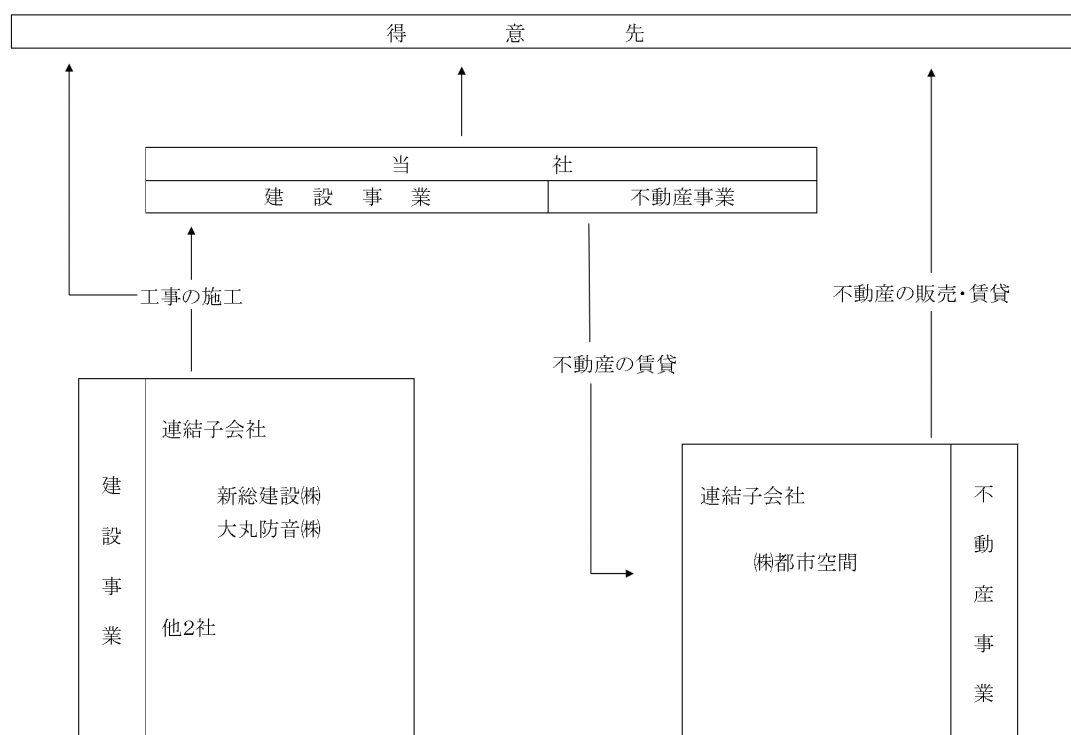 得意先
当社
建設事業
不動産事業
工事の施工
不動産の販売・賃貸
不動産の賃貸
建設事業
連結子会社
新総建設㈱
大丸防音㈱
他2社
連結子会社
㈱都市空間
不動産事業